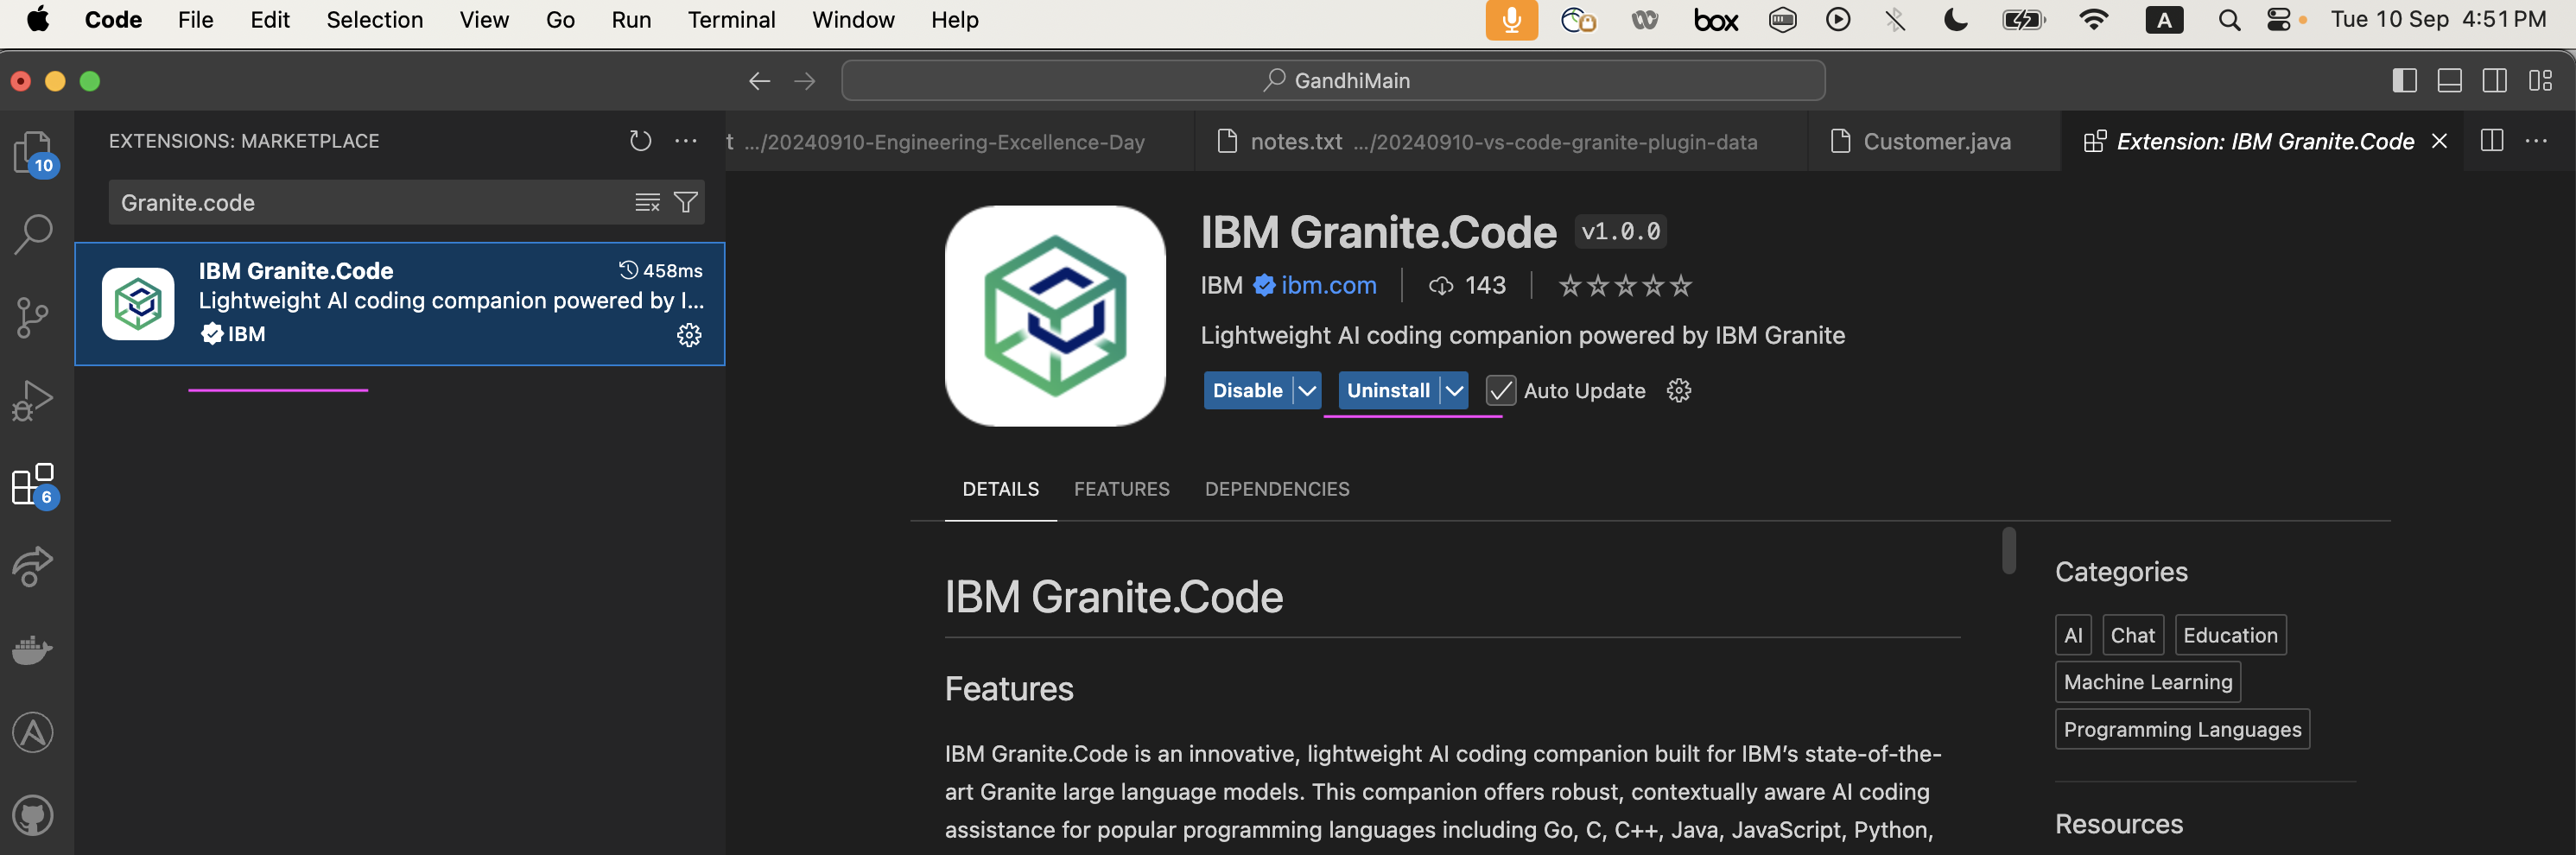 Code File Edit Selection View Go Run Terminal Window Help box A Tue 10 Sep 4:51 PM
GandhiMain
EXTENSIONS: MARKETPLACE
t .../20240910-Engineering-Excellence-Day
notes.txt .../20240910-vs-code-granite-plugin-data
Customer.java
Extension: IBM Granite.Code
10
Granite.code
IBM Granite.Code 458ms
Lightweight AI coding companion powered by I...
IBM
6
IBM Granite.Code v1.0.0
IBM ibm.com 143
Lightweight AI coding companion powered by IBM Granite
Disable Uninstall Auto Update
DETAILS FEATURES DEPENDENCIES
IBM Granite.Code
Features
IBM Granite.Code is an innovative, lightweight AI coding companion built for IBM’s state-of-the-
art Granite large language models. This companion offers robust, contextually aware AI coding
assistance for popular programming languages including Go, C, C++, Java, JavaScript, Python,
Categories
AI Chat Education
Machine Learning
Programming Languages
Resources